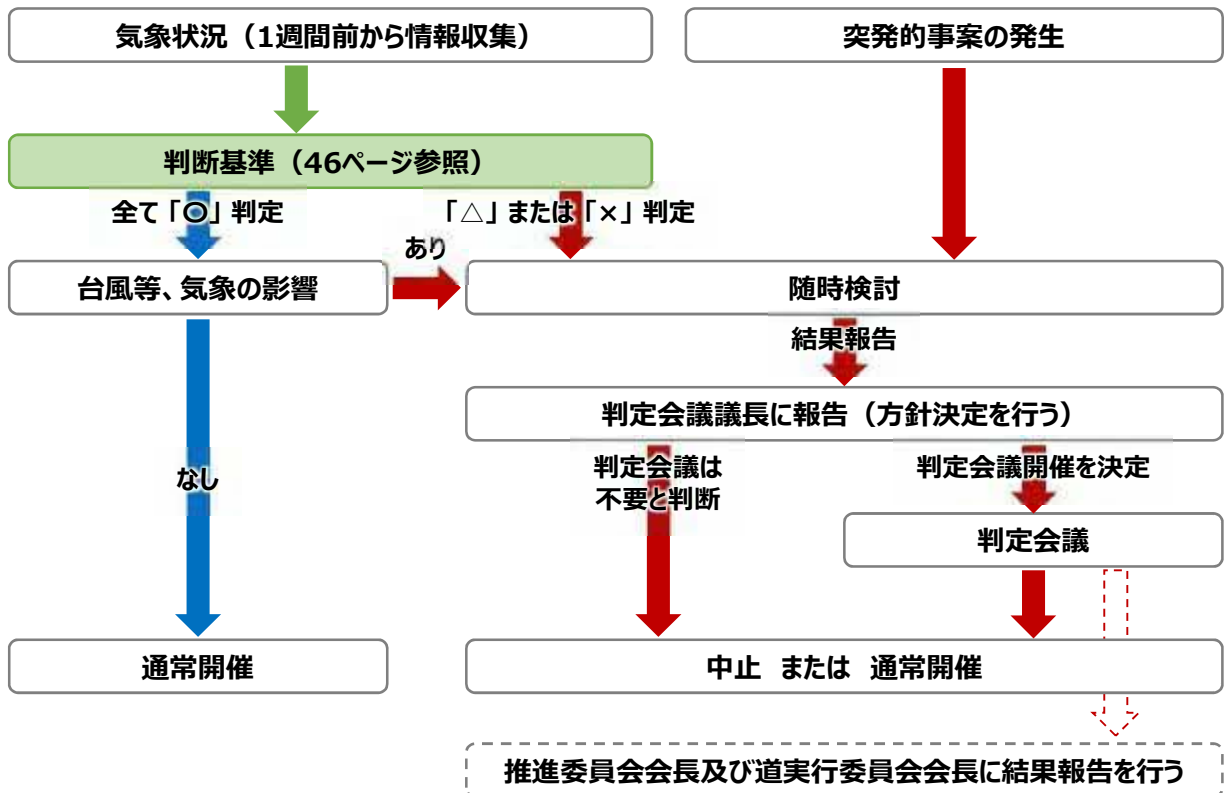 気象状況（1週間前から情報収集）
突発的事案の発生
判断基準（46ページ参照）
全て「〇」判定
「△」または「×」判定
あり
台風等、気象の影響
随時検討
結果報告
判定会議議長に報告（方針決定を行う）
なし
判定会議は
不要と判断
判定会議開催を決定
判定会議
通常開催
中止 または 通常開催
推進委員会会長及び道実行委員会会長に結果報告を行う